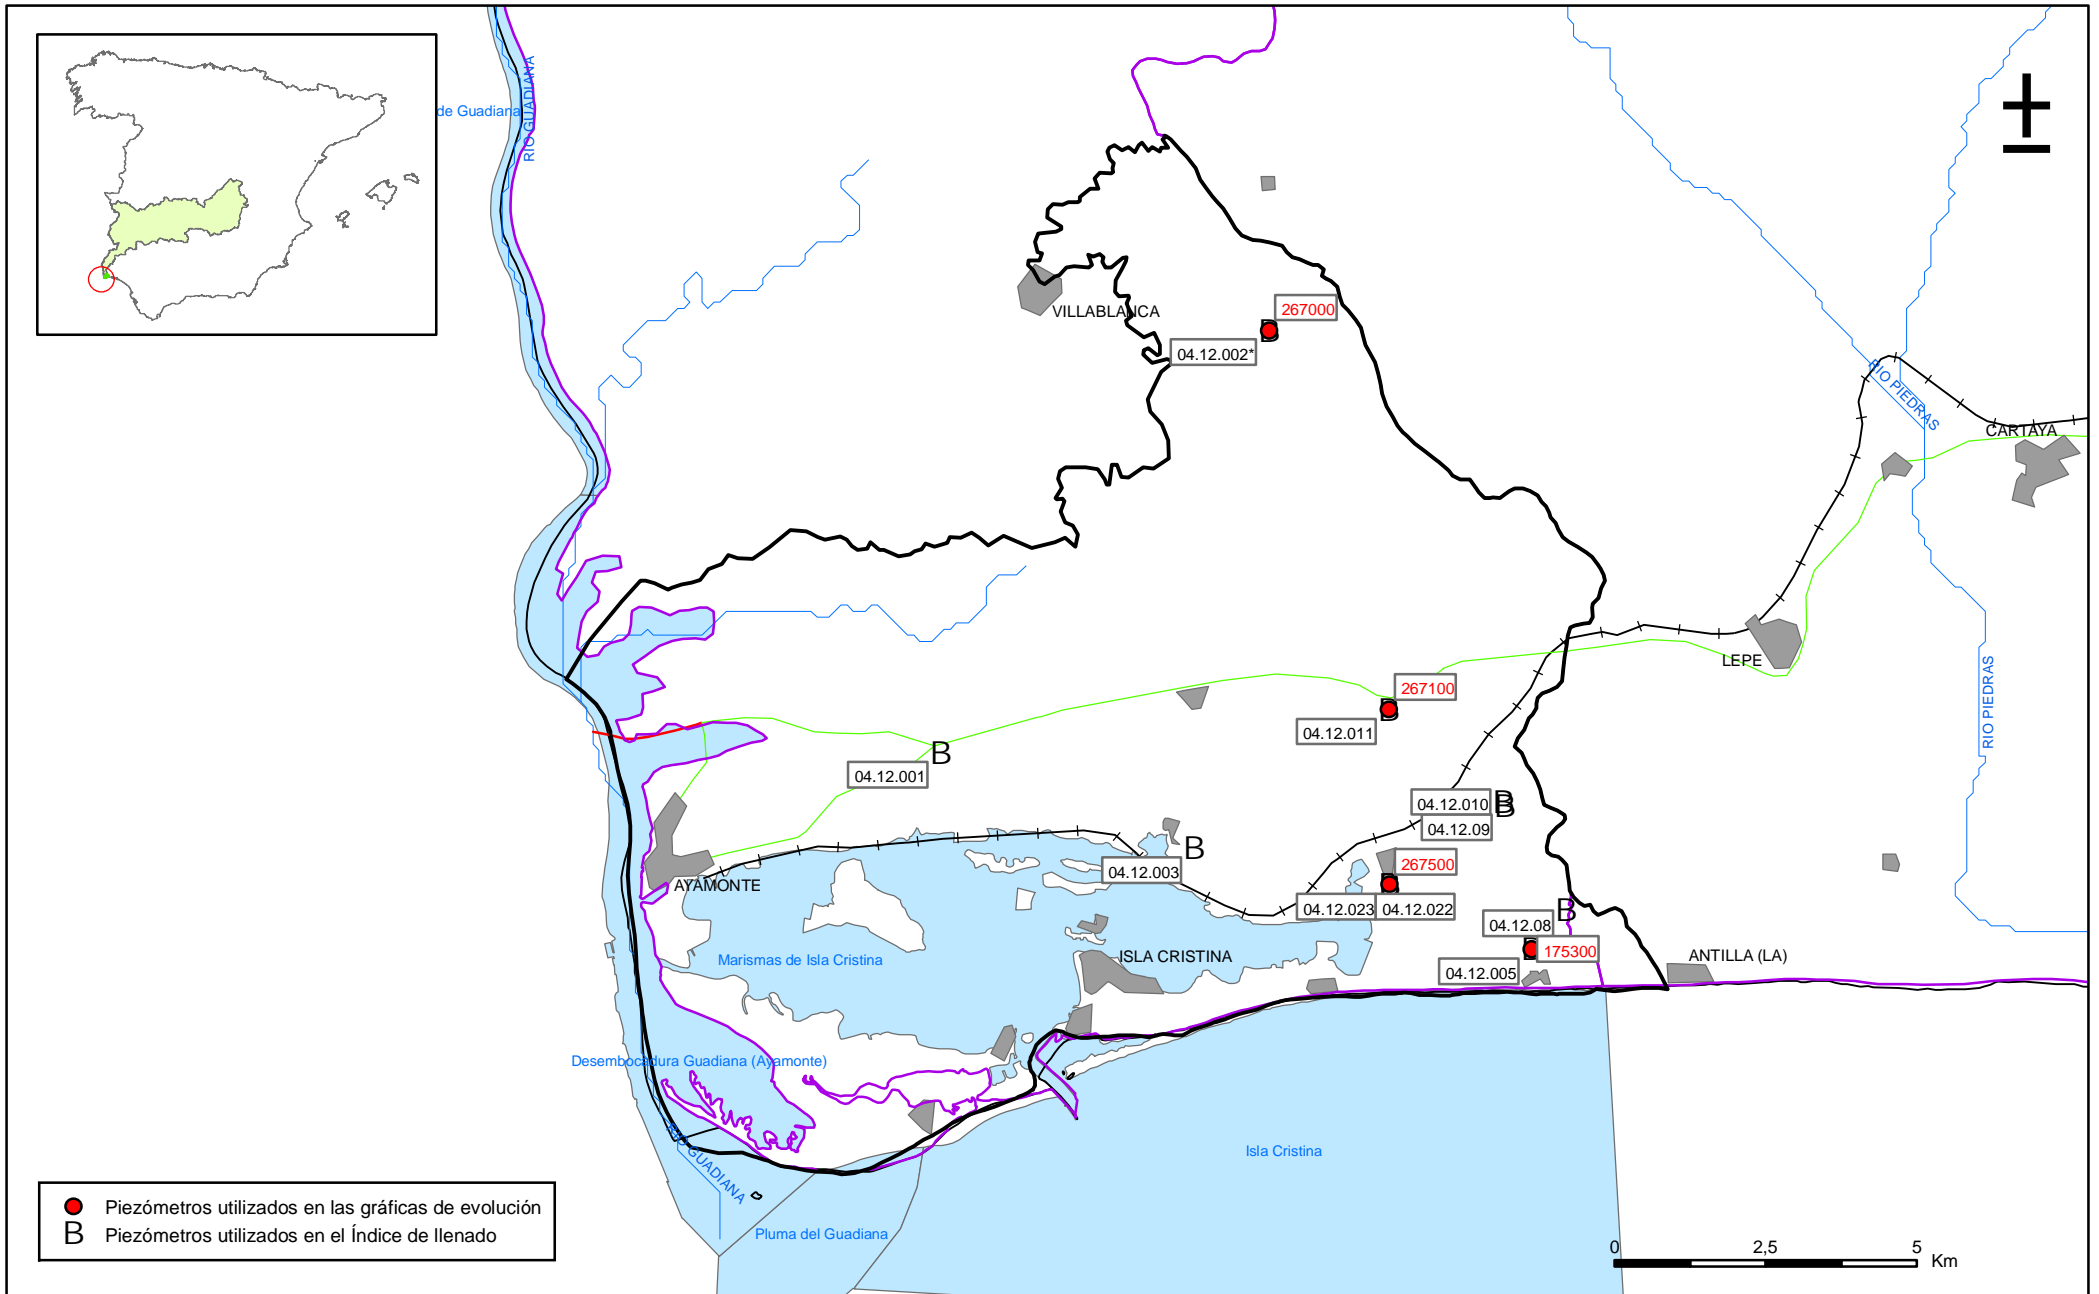 de Guadiana
RIO GUADIANA
VILLABLANCA
267000
04.12.002*
RIO PIEDRAS
CARTAYA
LEPE
RIO PIEDRAS
267100
04.12.011
B
04.12.001
04.12.010 B
04.12.09
B
04.12.003
267500
04.12.023
04.12.022
AYAMONTE
B
04.12.08
175300
04.12.005
ISLA CRISTINA
ANTILLA (LA)
Marismas de Isla Cristina
Desembocadura Guadiana (Ayamonte)
RIO GUADIANA
Isla Cristina
Pluma del Guadiana
Piezómetros utilizados en las gráficas de evolución
B Piezómetros utilizados en el Índice de llenado
0 2,5 5
Km